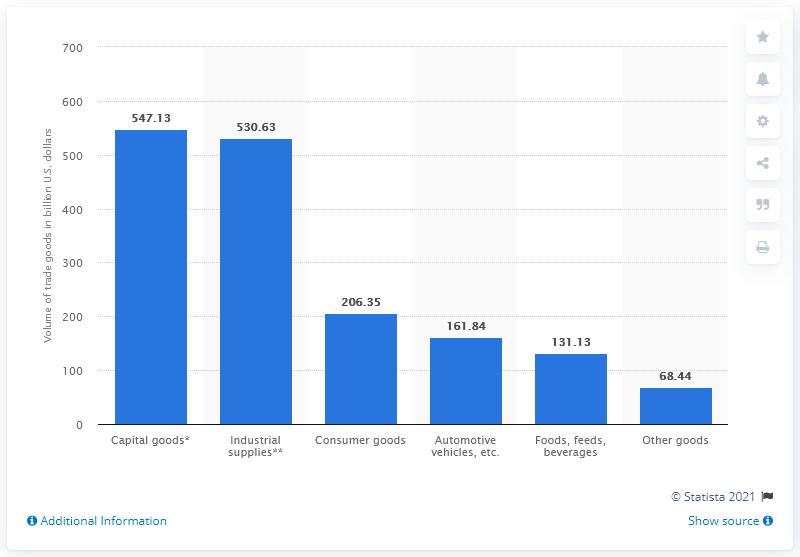 Volume of trade goods in billion U.S. dollars
700
600
500
400
300
200
100
0
547.13
530.63
206.35
161.84
131.13
68.44
Capital goods*
Industrial
supplies**
Consumer goods
Automotive
vehicles, etc.
Foods, feeds,
beverages
Other goods
© Statista 2021
Additional Information
Show source